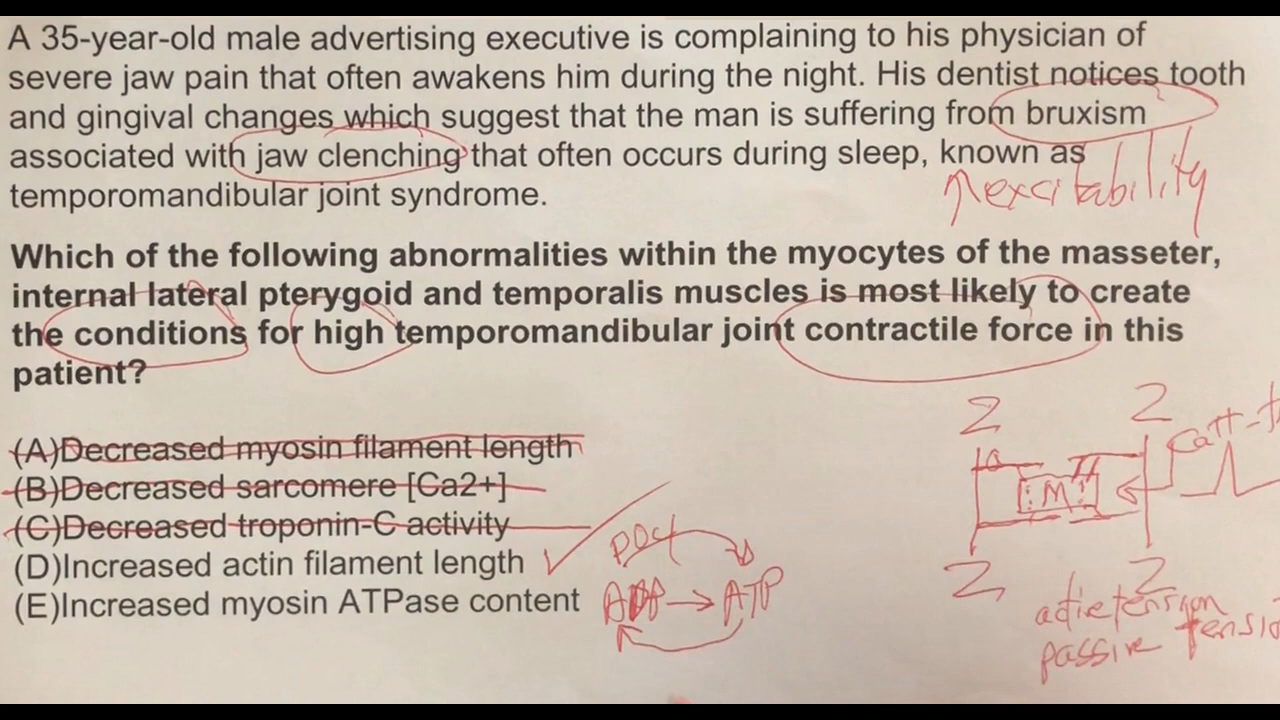 A 35-year-old male advertising executive is complaining to his physician of
severe jaw pain that often awakens him during the night. His dentist notices tooth
and gingival changes which suggest that the man is suffering from bruxism
associated with jaw clenching that often occurs during sleep, known as
temporomandibular joint syndrome.
↑excitability
Which of the following abnormalities within the myocytes of the masseter,
internal lateral pterygoid and temporalis muscles is most likely to create
the conditions for high temporomandibular joint contractile force in this
patient?
(A)Decreased myosin filament length
(B)Decreased sarcomere [Ca2+]
(C)Decreased troponin-C activity
(D)Increased actin filament length
(E)Increased myosin ATPase content
ATP
Z Z
Ca++
M
Z Z
tension
passive tensio